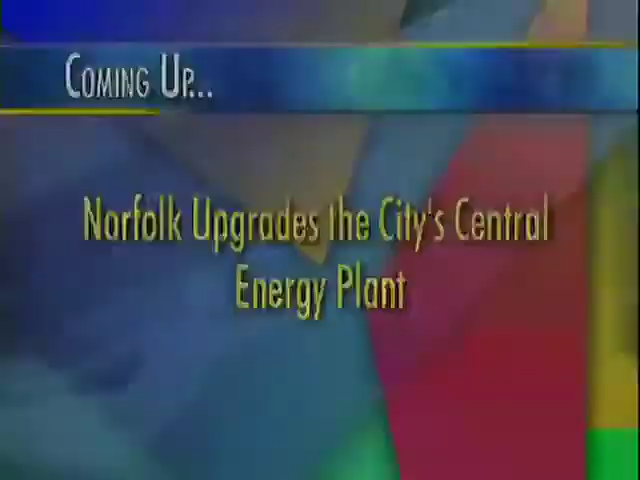 Coming Up...
Norfolk Upgrades the City's Central
Energy Plant